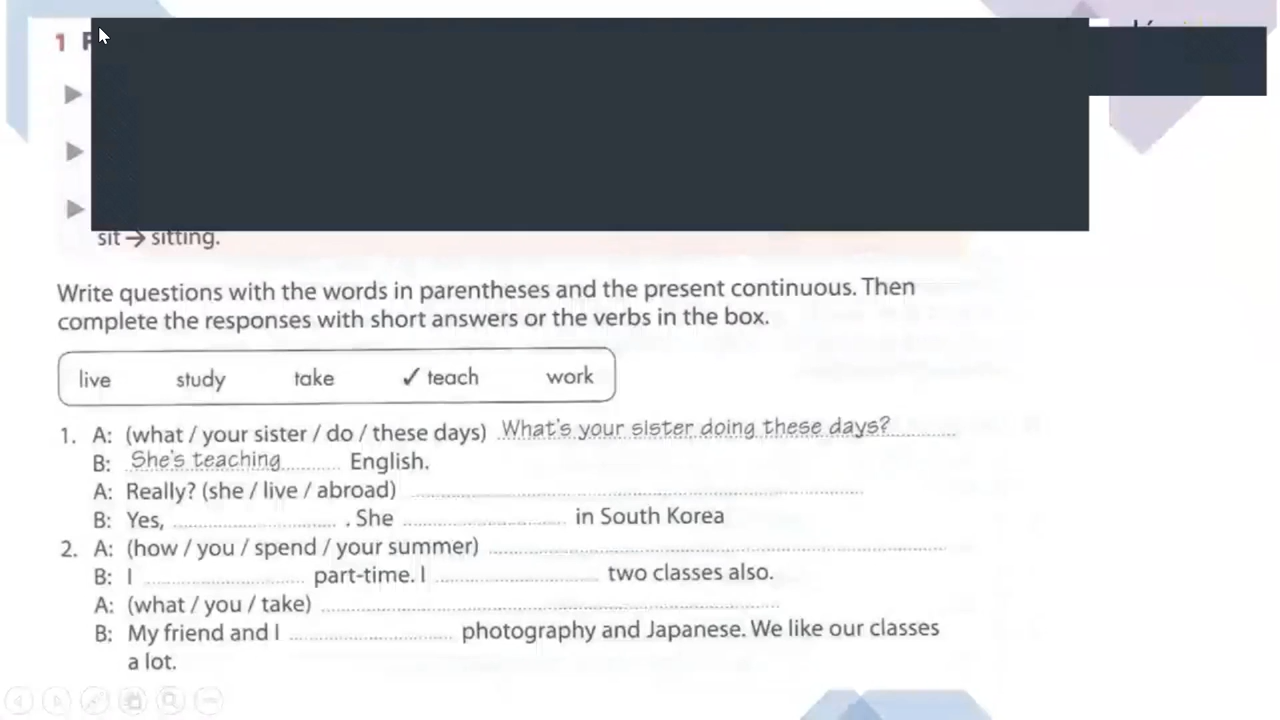 1
sit → sitting.
Write questions with the words in parentheses and the present continuous. Then
complete the responses with short answers or the verbs in the box.
live study take ✓ teach work
1. A: (what / your sister / do / these days) What's your sister doing these days?
B: She's teaching English.
A: Really? (she / live / abroad)
B: Yes, . She in South Korea
2. A: (how / you / spend / your summer)
B: I part-time. I two classes also.
A: (what / you / take)
B: My friend and I photography and Japanese. We like our classes
a lot.